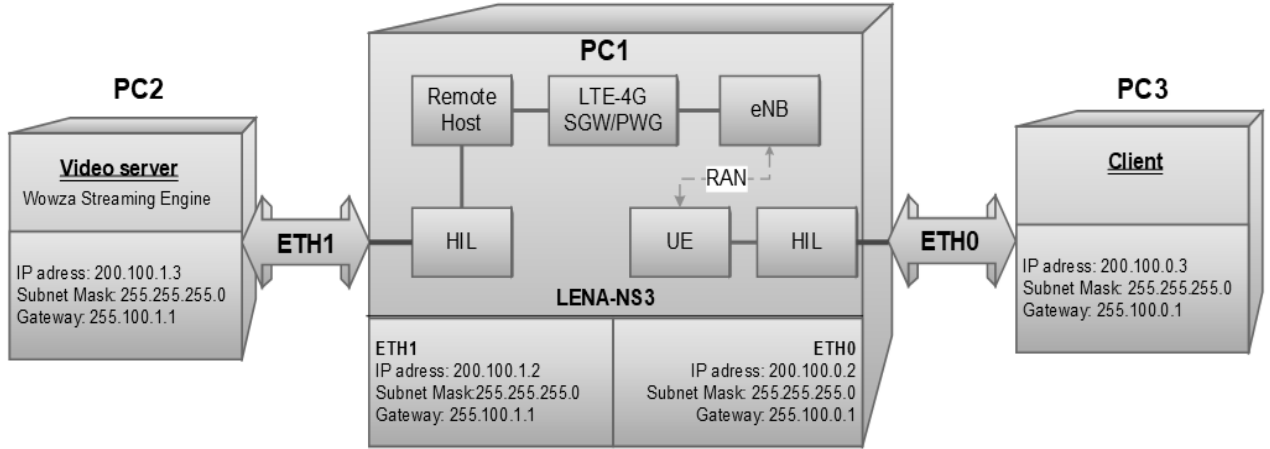 PC2
Video server
Wowza Streaming Engine
IP adress: 200.100.1.3
Subnet Mask: 255.255.255.0
Gateway: 255.100.1.1
ETH1
PC1
Remote
Host
LTE-4G
SGW/PWG
eNB
RAN
HIL
UE
HIL
LENA-NS3
ETH1
IP adress: 200.100.1.2
Subnet Mask:255.255.255.0
Gateway: 255.100.1.1
ETH0
IP adress: 200.100.0.2
Subnet Mask: 255.255.255.0
Gateway: 255.100.0.1
ETH0
PC3
Client
IP adress: 200.100.0.3
Subnet Mask: 255.255.255.0
Gateway: 255.100.0.1